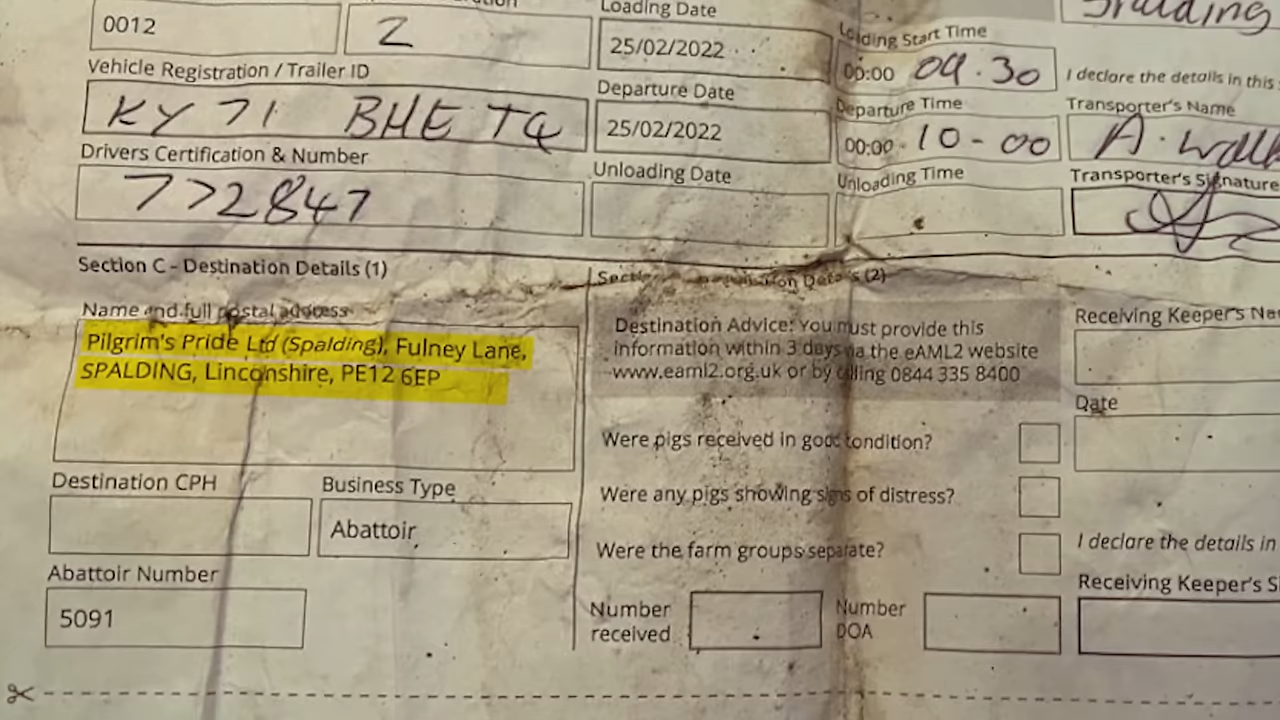 Loading Date
Spalding
0012
2
25/02/2022
Loading Start Time
00:00 09.30
I declare the details in this
Vehicle Registration / Trailer ID
Departure Date
Departure Time
Transporter's Name
KY 71 BHE
25/02/2022
00:00 10-00
A.
Drivers Certification & Number
Unloading Date
Unloading Time
Transporter's Signature
772847
Section C - Destination Details (1)
Details (2)
Name and full postal address
Pilgrim's Pride Ltd (Spalding), Fulney Lane,
SPALDING, Linconshire, PE12 6EP
Destination Advice: You must provide this
information within 3 days via the eAML2 website
www.eaml2.org.uk or by calling 0844 335 8400
Receiving Keeper's
Date
Were pigs received in good condition?
Were any pigs showing signs of distress?
Were the farm groups separate?
Destination CPH
Business Type
Abattoir
I declare the details in
Abattoir Number
5091
Number
received
Number
DOA
Receiving Keeper's